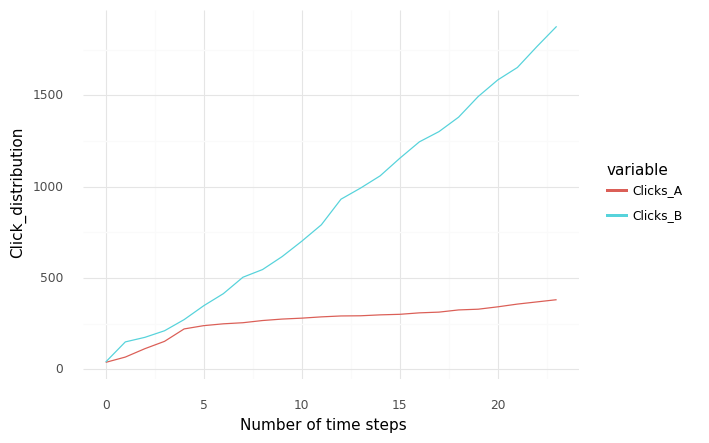 Click_distribution
1500
1000
500
0
0 5 10 15 20
Number of time steps
variable
Clicks_A
Clicks_B